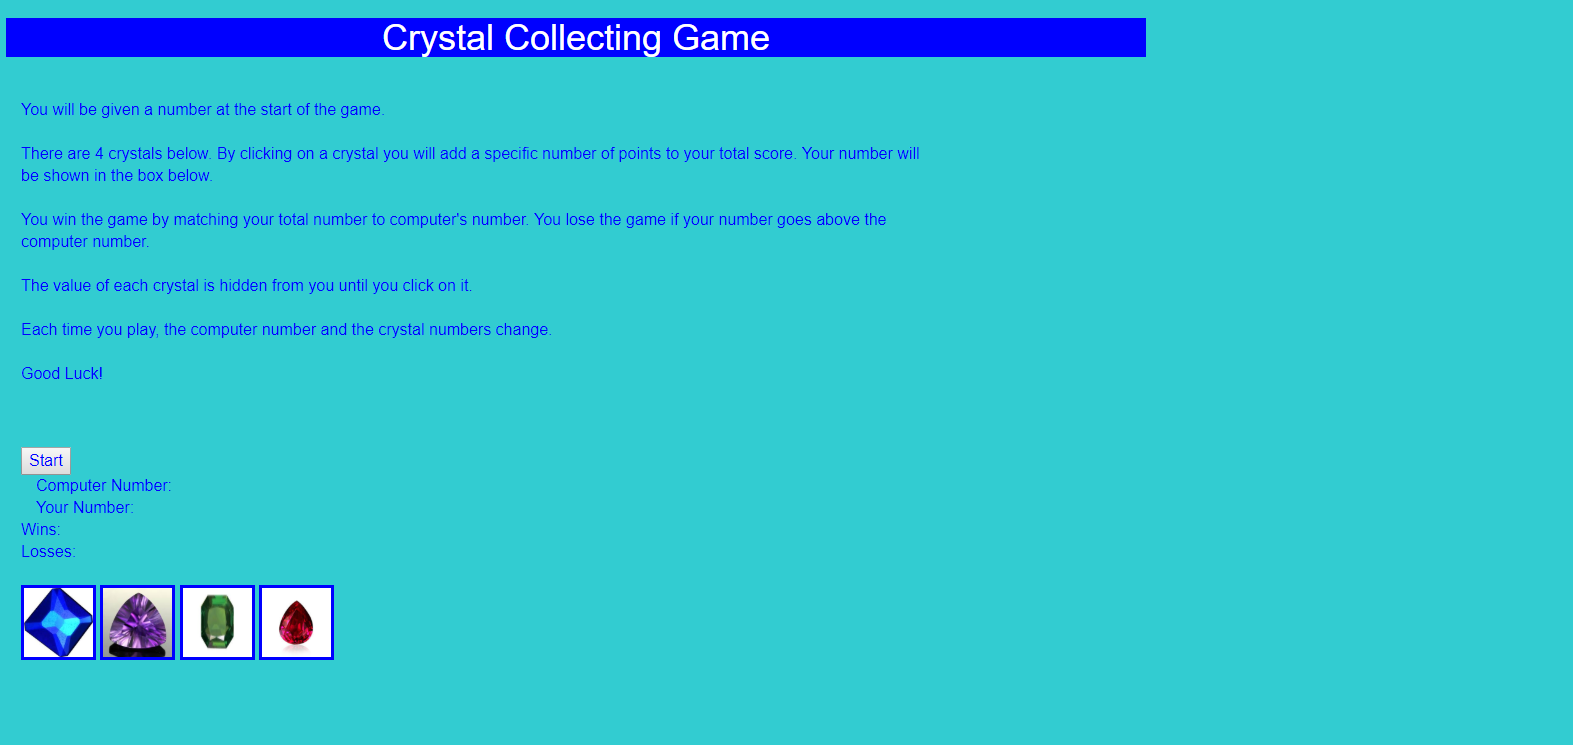 Crystal Collecting Game
You will be given a number at the start of the game.
There are 4 crystals below. By clicking on a crystal you will add a specific number of points to your total score. Your number will
be shown in the box below.
You win the game by matching your total number to computer's number. You lose the game if your number goes above the
computer number.
The value of each crystal is hidden from you until you click on it.
Each time you play, the computer number and the crystal numbers change.
Good Luck!
Start
Computer Number:
Your Number:
Wins:
Losses: